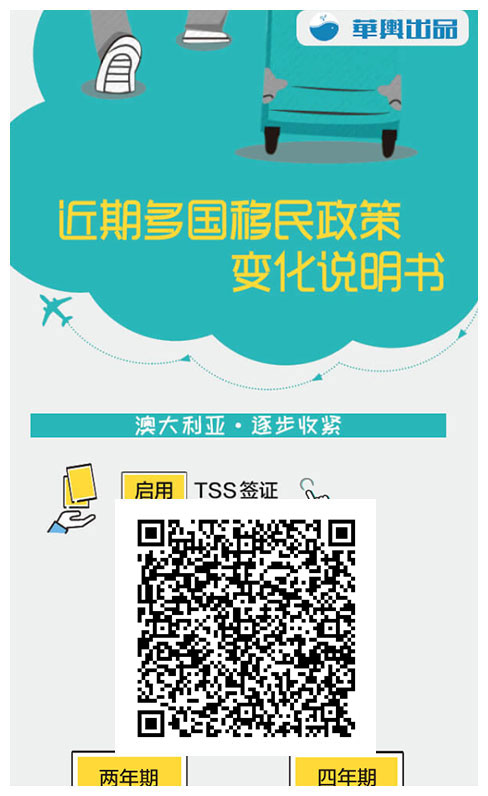 華輿出品
近期多国移民政策
变化说明书
澳大利亚·逐步收紧
启用 TSS签证
两年期 四年期